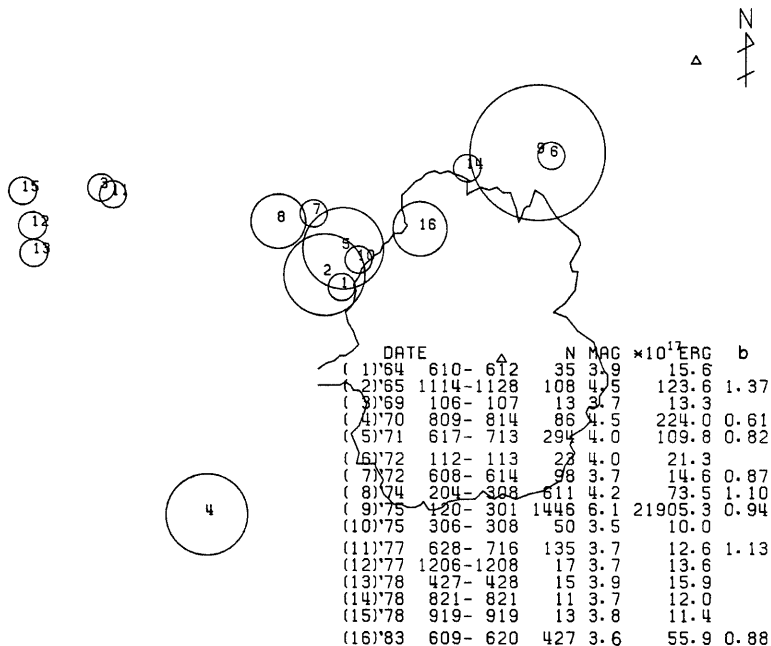 N
9 6
14
15
3 11
8
7
12
16
5
13
10
2
1
DATE N MAG *10^17 ERG b
( 1)'64 610- 612 35 3.9 15.6
( 2)'65 1114-1128 108 4.5 123.6 1.37
( 3)'69 106- 107 13 3.7 13.3
( 4)'70 809- 814 86 4.5 224.0 0.61
( 5)'71 617- 713 294 4.0 109.8 0.82
( 6)'72 112- 113 23 4.0 21.3
( 7)'72 608- 614 98 3.7 14.6 0.87
( 8)'74 204- 308 611 4.2 73.5 1.10
( 9)'75 120- 301 1446 6.1 21905.3 0.94
(10)'75 306- 308 50 3.5 10.0
(11)'77 628- 716 135 3.7 12.6 1.13
(12)'77 1206-1208 17 3.7 13.6
(13)'78 427- 428 15 3.9 15.9
(14)'78 821- 821 11 3.7 12.0
(15)'78 919- 919 13 3.8 11.4
(16)'83 609- 620 427 3.6 55.9 0.88
4